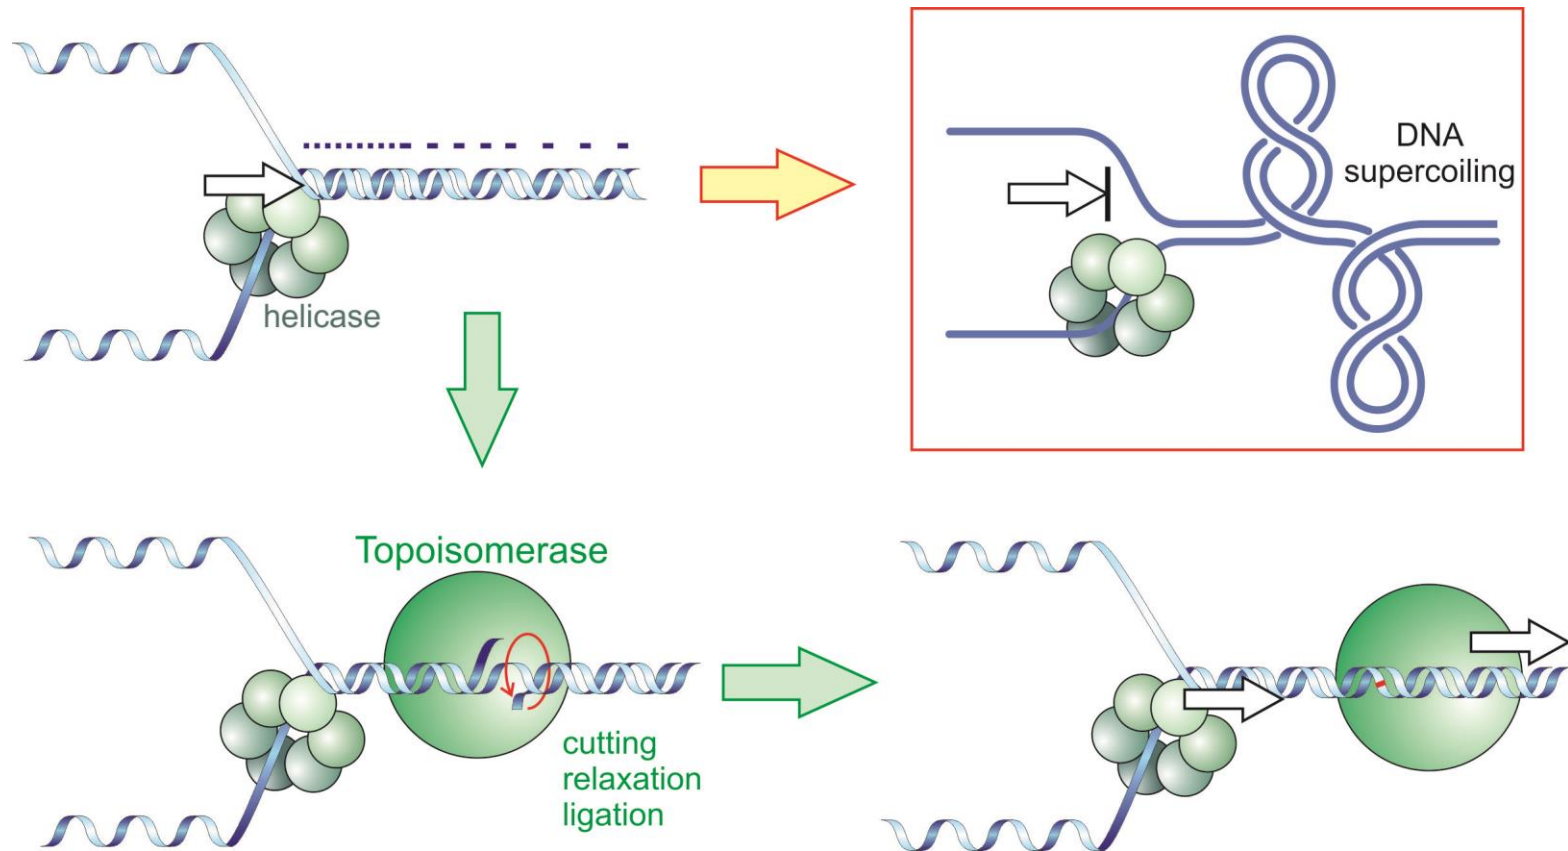 helicase
DNA
supercoiling
Topoisomerase
cutting
relaxation
ligation